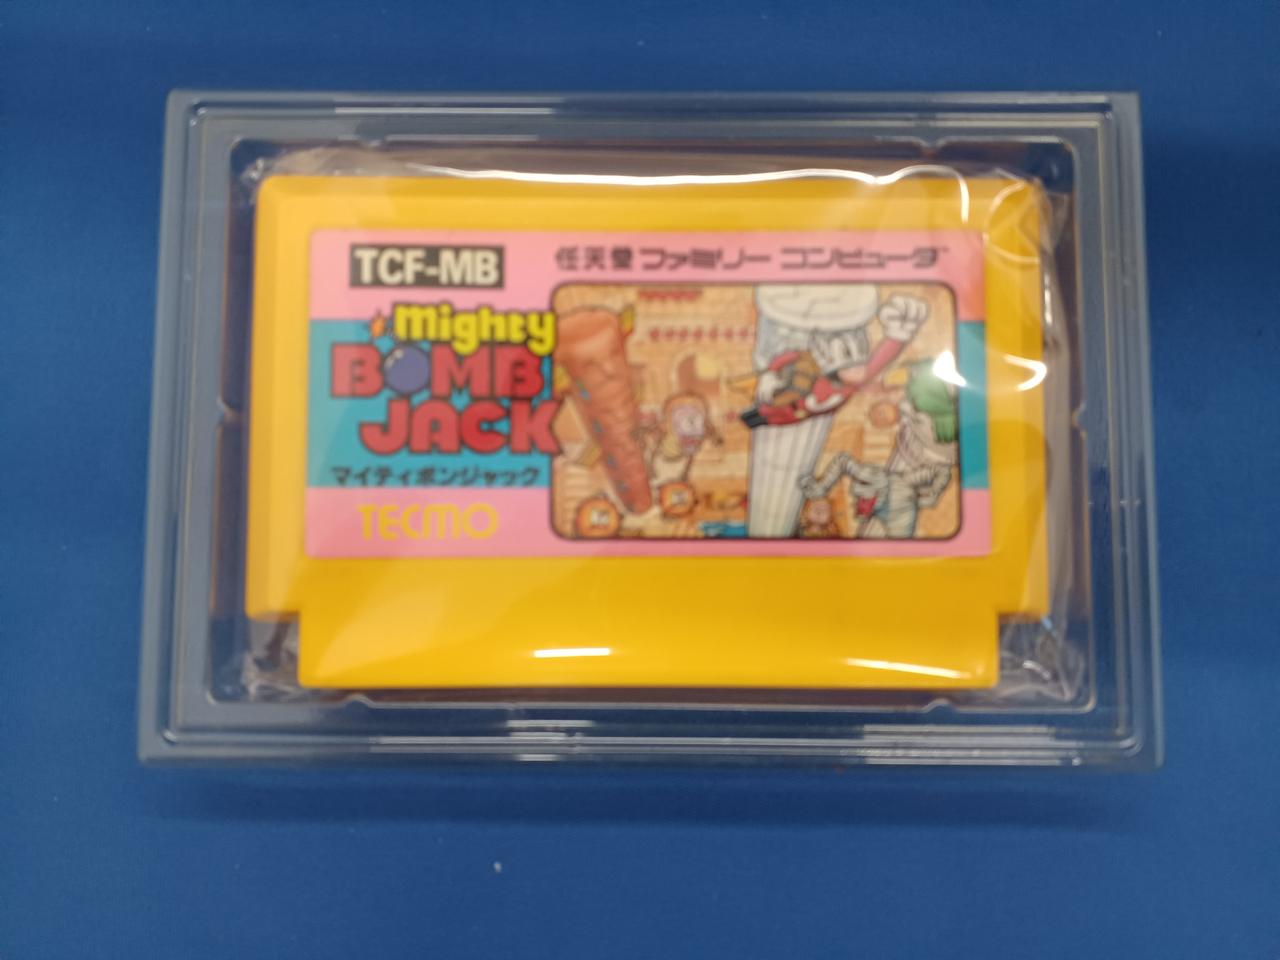 TCF-MB
任天堂 ファミリー コンピュータ
Mighty
BOMB
JACK
マイティボンジャック
TECMO